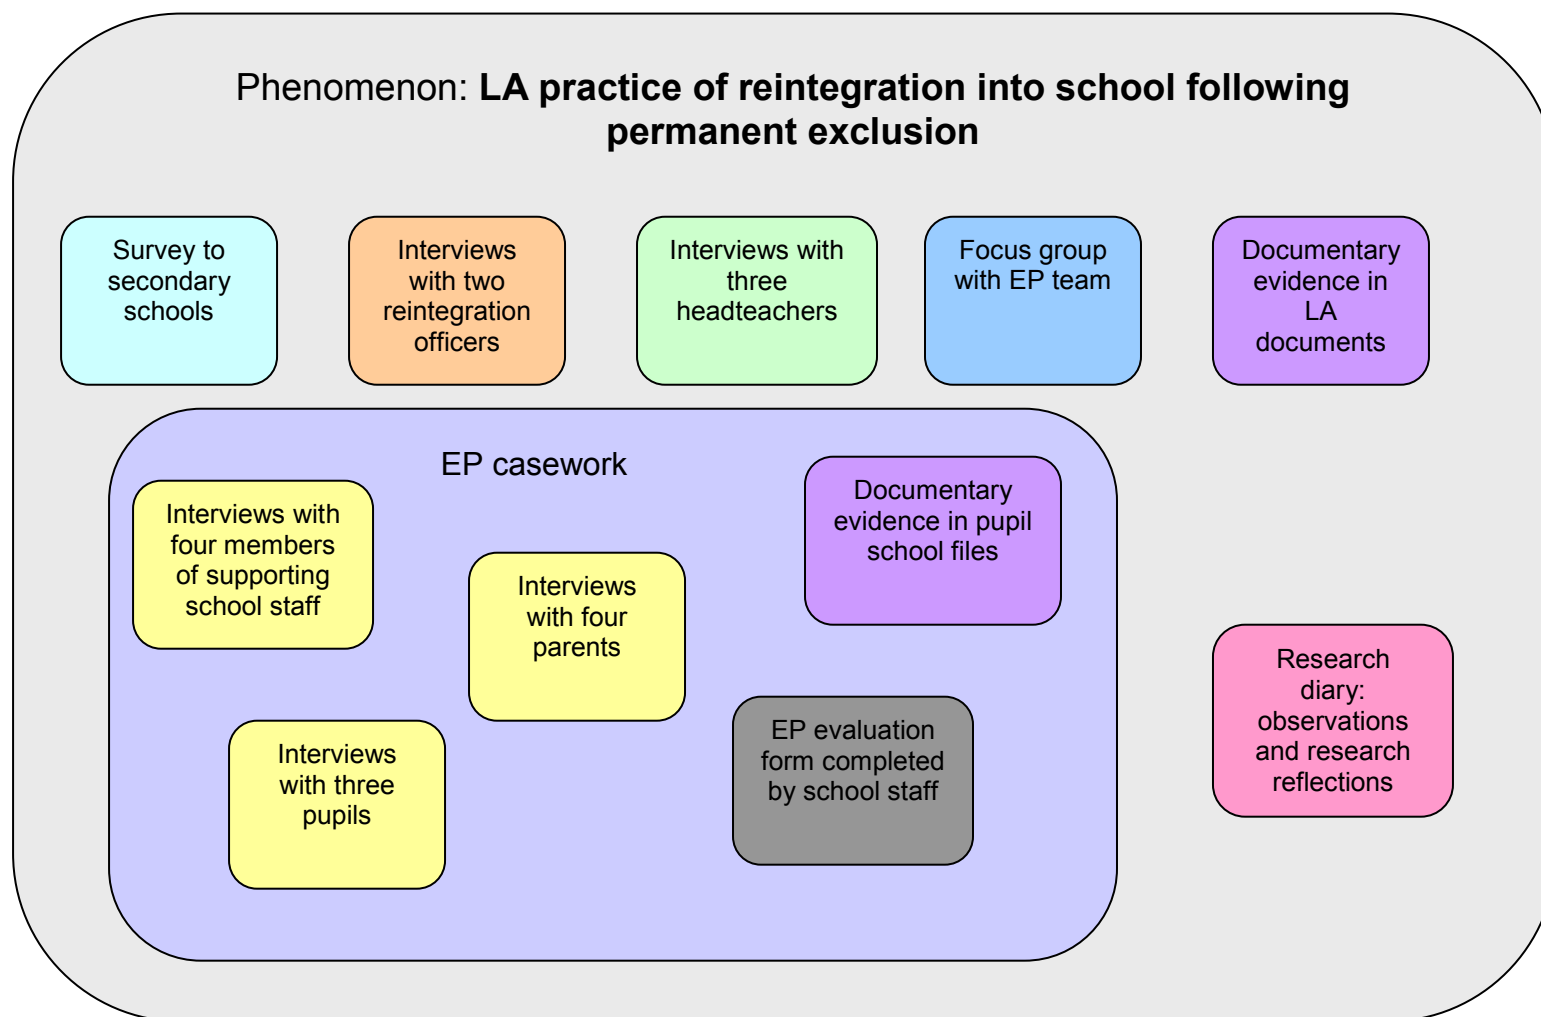 Phenomenon: LA practice of reintegration into school following
permanent exclusion
Survey to
secondary
schools
Interviews
with two
reintegration
officers
Interviews with
three
headteachers
Focus group
with EP team
Documentary
evidence in
LA
documents
EP casework
Interviews with
four members
of supporting
school staff
Interviews
with four
parents
Documentary
evidence in pupil
school files
Interviews
with three
pupils
EP evaluation
form completed
by school staff
Research
diary:
observations
and research
reflections